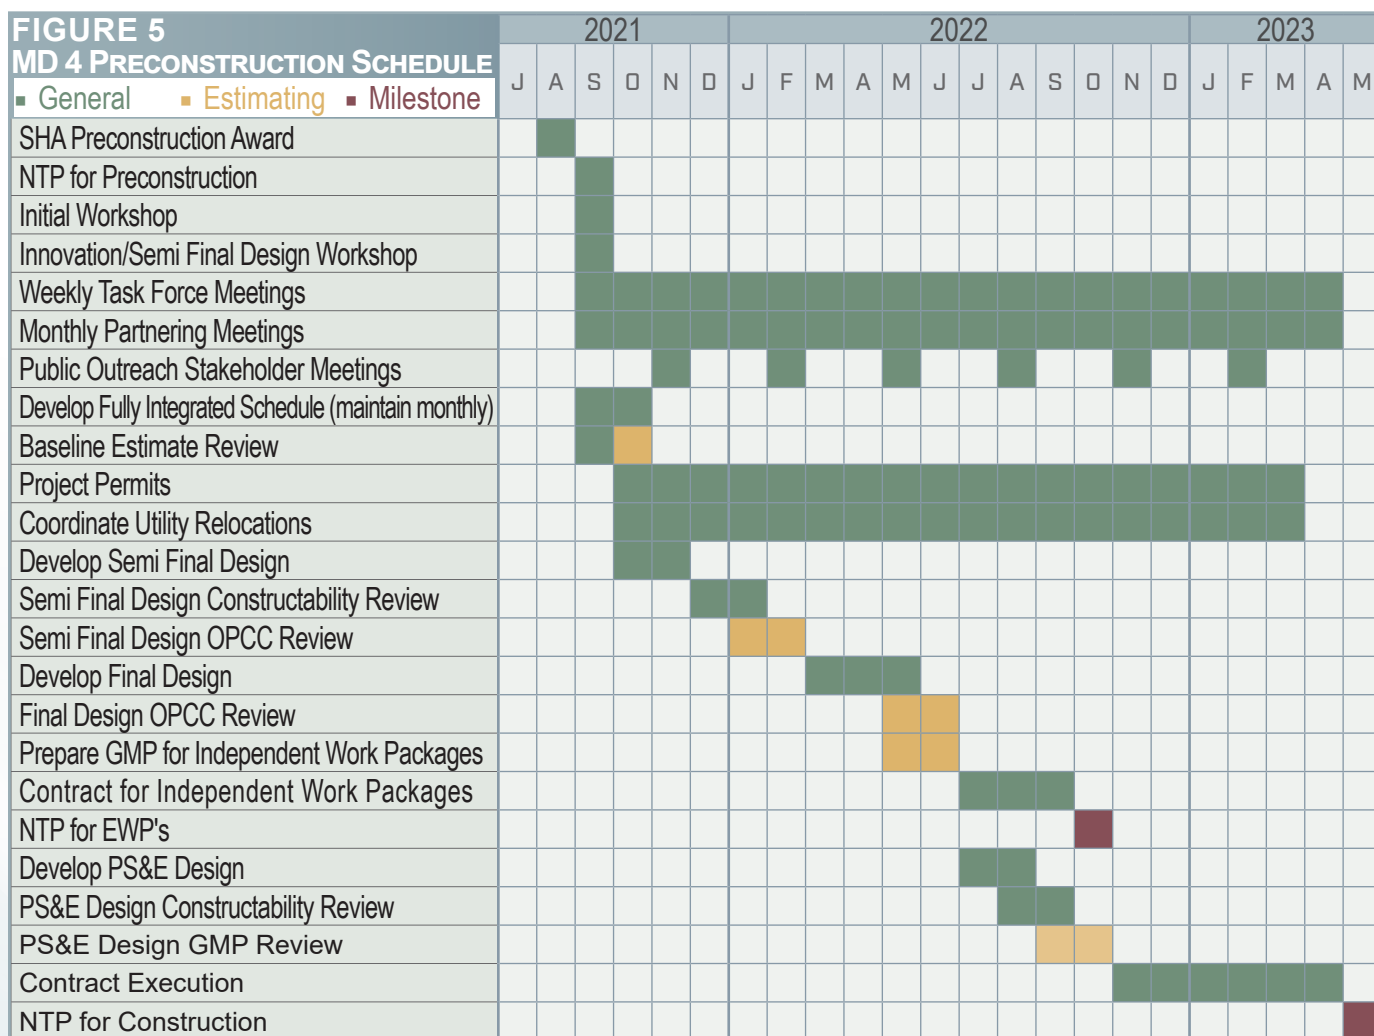 FIGURE 5
MD 4 PRECONSTRUCTION SCHEDULE
General Estimating Milestone
2021 2022 2023
J A S O N D J F M A M J J A S O N D J F M A M
SHA Preconstruction Award
NTP for Preconstruction
Initial Workshop
Innovation/Semi Final Design Workshop
Weekly Task Force Meetings
Monthly Partnering Meetings
Public Outreach Stakeholder Meetings
Develop Fully Integrated Schedule (maintain monthly)
Baseline Estimate Review
Project Permits
Coordinate Utility Relocations
Develop Semi Final Design
Semi Final Design Constructability Review
Semi Final Design OPCC Review
Develop Final Design
Final Design OPCC Review
Prepare GMP for Independent Work Packages
Contract for Independent Work Packages
NTP for EWP's
Develop PS&E Design
PS&E Design Constructability Review
PS&E Design GMP Review
Contract Execution
NTP for Construction